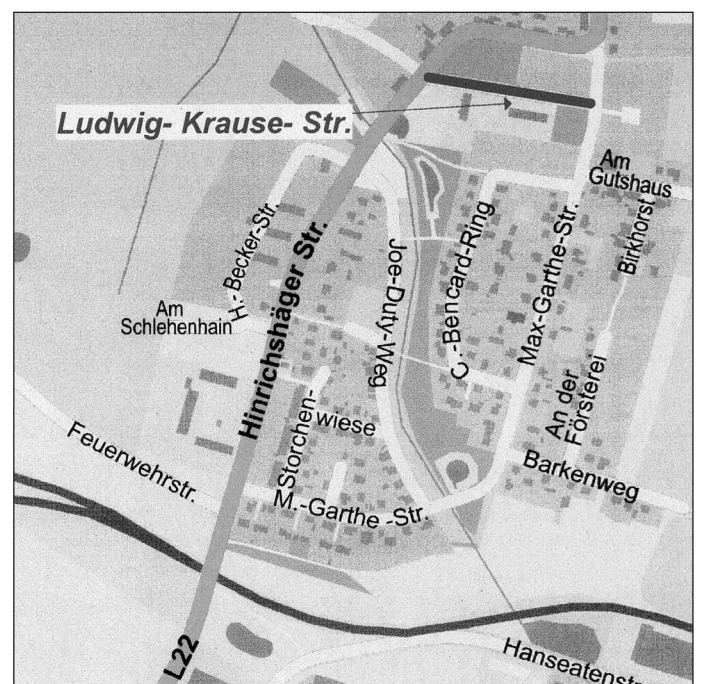 Ludwig- Krause- Str.
Am
Gutshaus
Birkhorst
H.- Becker-Str.
Hinrichshäger Str.
Joe-Duty-Weg
C.-Bencard-Ring
Max-Garthe-Str.
Am
Schlehenhain
An der
Försterei
Storchen-
wiese
Feuerwehrstr.
Barkenweg
M.-Garthe -Str.
L22
Hanseatenstr